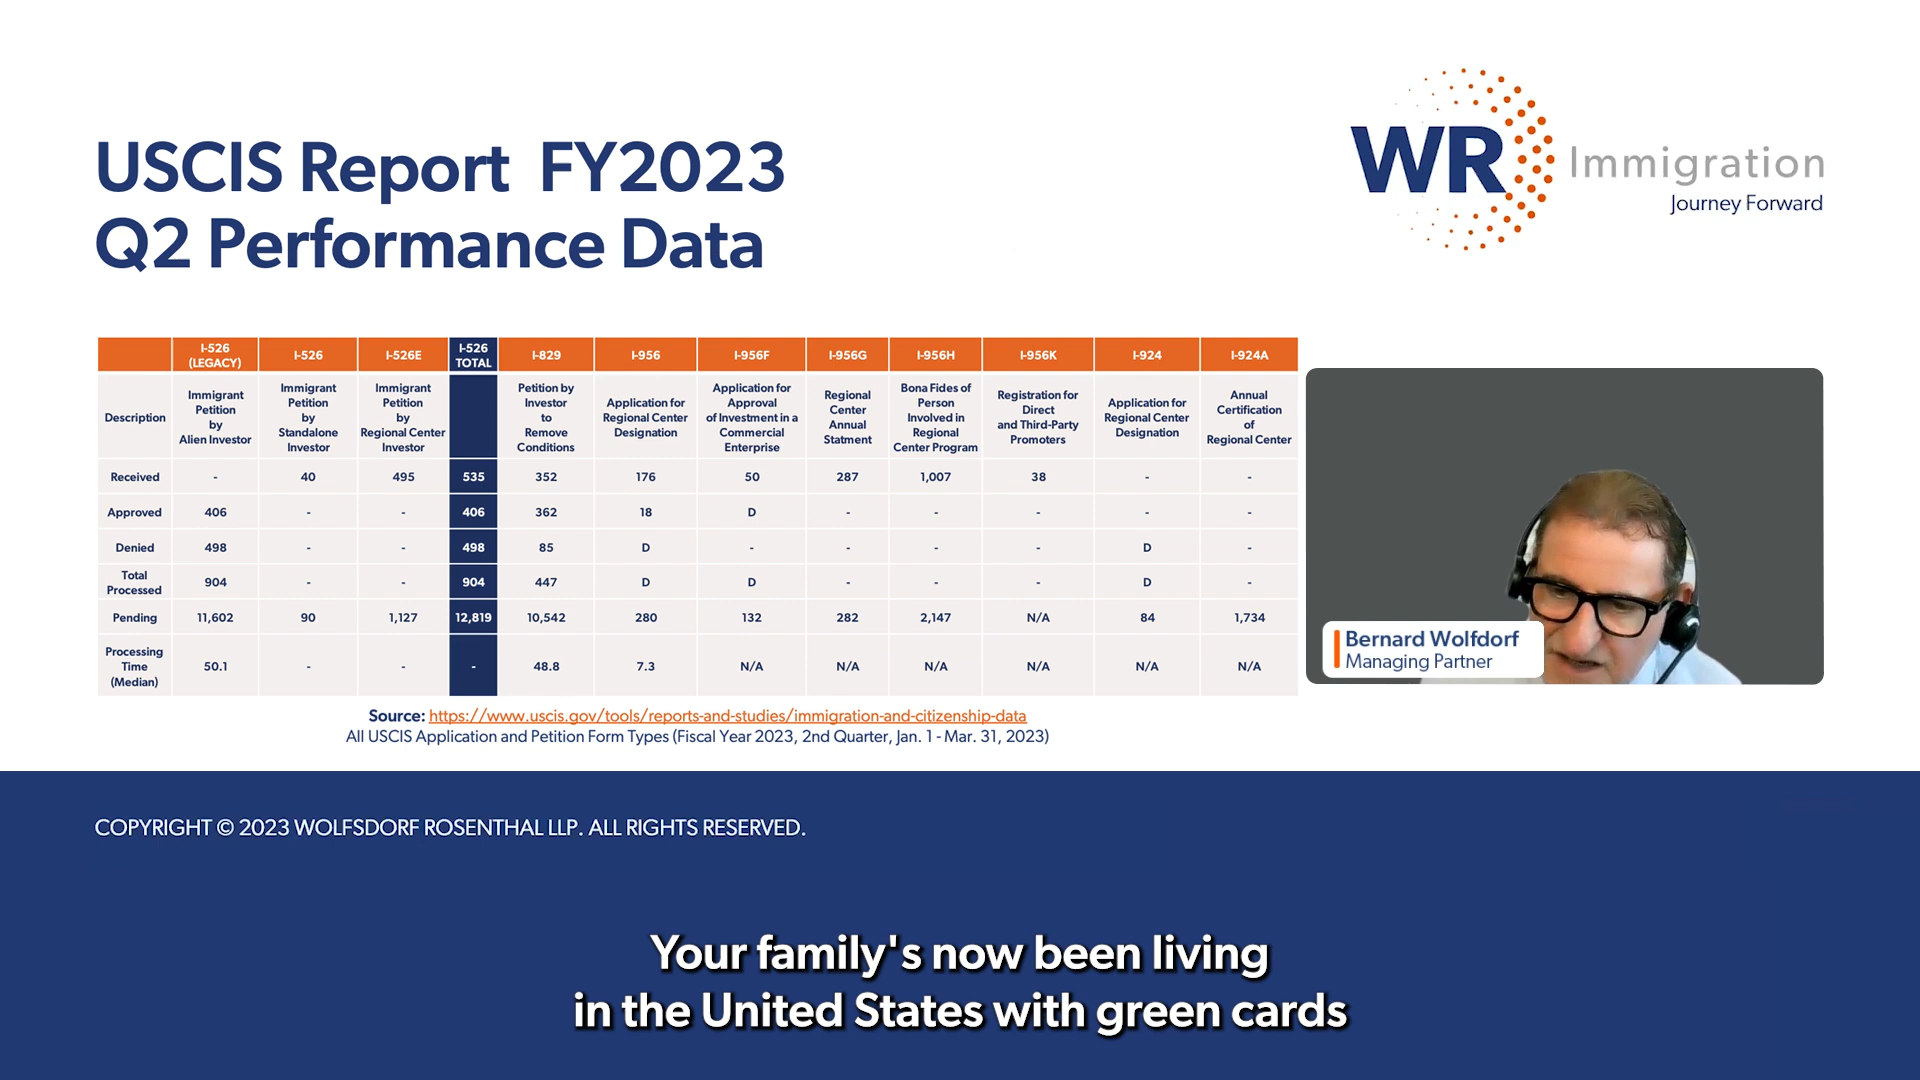 USCIS Report FY2023
Q2 Performance Data
WR Immigration
Journey Forward
I-526 (LEGACY) I-526 I-526E I-526 TOTAL I-829 I-956 I-956F I-956G I-956H I-956K I-924 I-924A
Description Immigrant Petition by Alien Investor Immigrant Petition by Standalone Investor Immigrant Petition by Regional Center Investor Petition by Investor to Remove Conditions Application for Regional Center Designation Application for Approval of Investment in a Commercial Enterprise Regional Center Annual Statment Bona Fides of Person Involved in Regional Center Program Registration for Direct and Third-Party Promoters Application for Regional Center Designation Annual Certification of Regional Center
Received - 40 495 535 352 176 50 287 1,007 38 - -
Approved 406 - - 406 362 18 D - - - - -
Denied 498 - - 498 85 D - - - - D -
Total Processed 904 - - 904 447 D D - - - D -
Pending 11,602 90 1,127 12,819 10,542 280 132 282 2,147 N/A 84 1,734
Processing Time (Median) 50.1 - - - 48.8 7.3 N/A N/A N/A N/A N/A N/A
Bernard Wolfdorf
Managing Partner
Source: https://www.uscis.gov/tools/reports-and-studies/immigration-and-citizenship-data
All USCIS Application and Petition Form Types (Fiscal Year 2023, 2nd Quarter, Jan. 1 - Mar. 31, 2023)
COPYRIGHT © 2023 WOLFSDORF ROSENTHAL LLP. ALL RIGHTS RESERVED.
Your family's now been living
in the United States with green cards